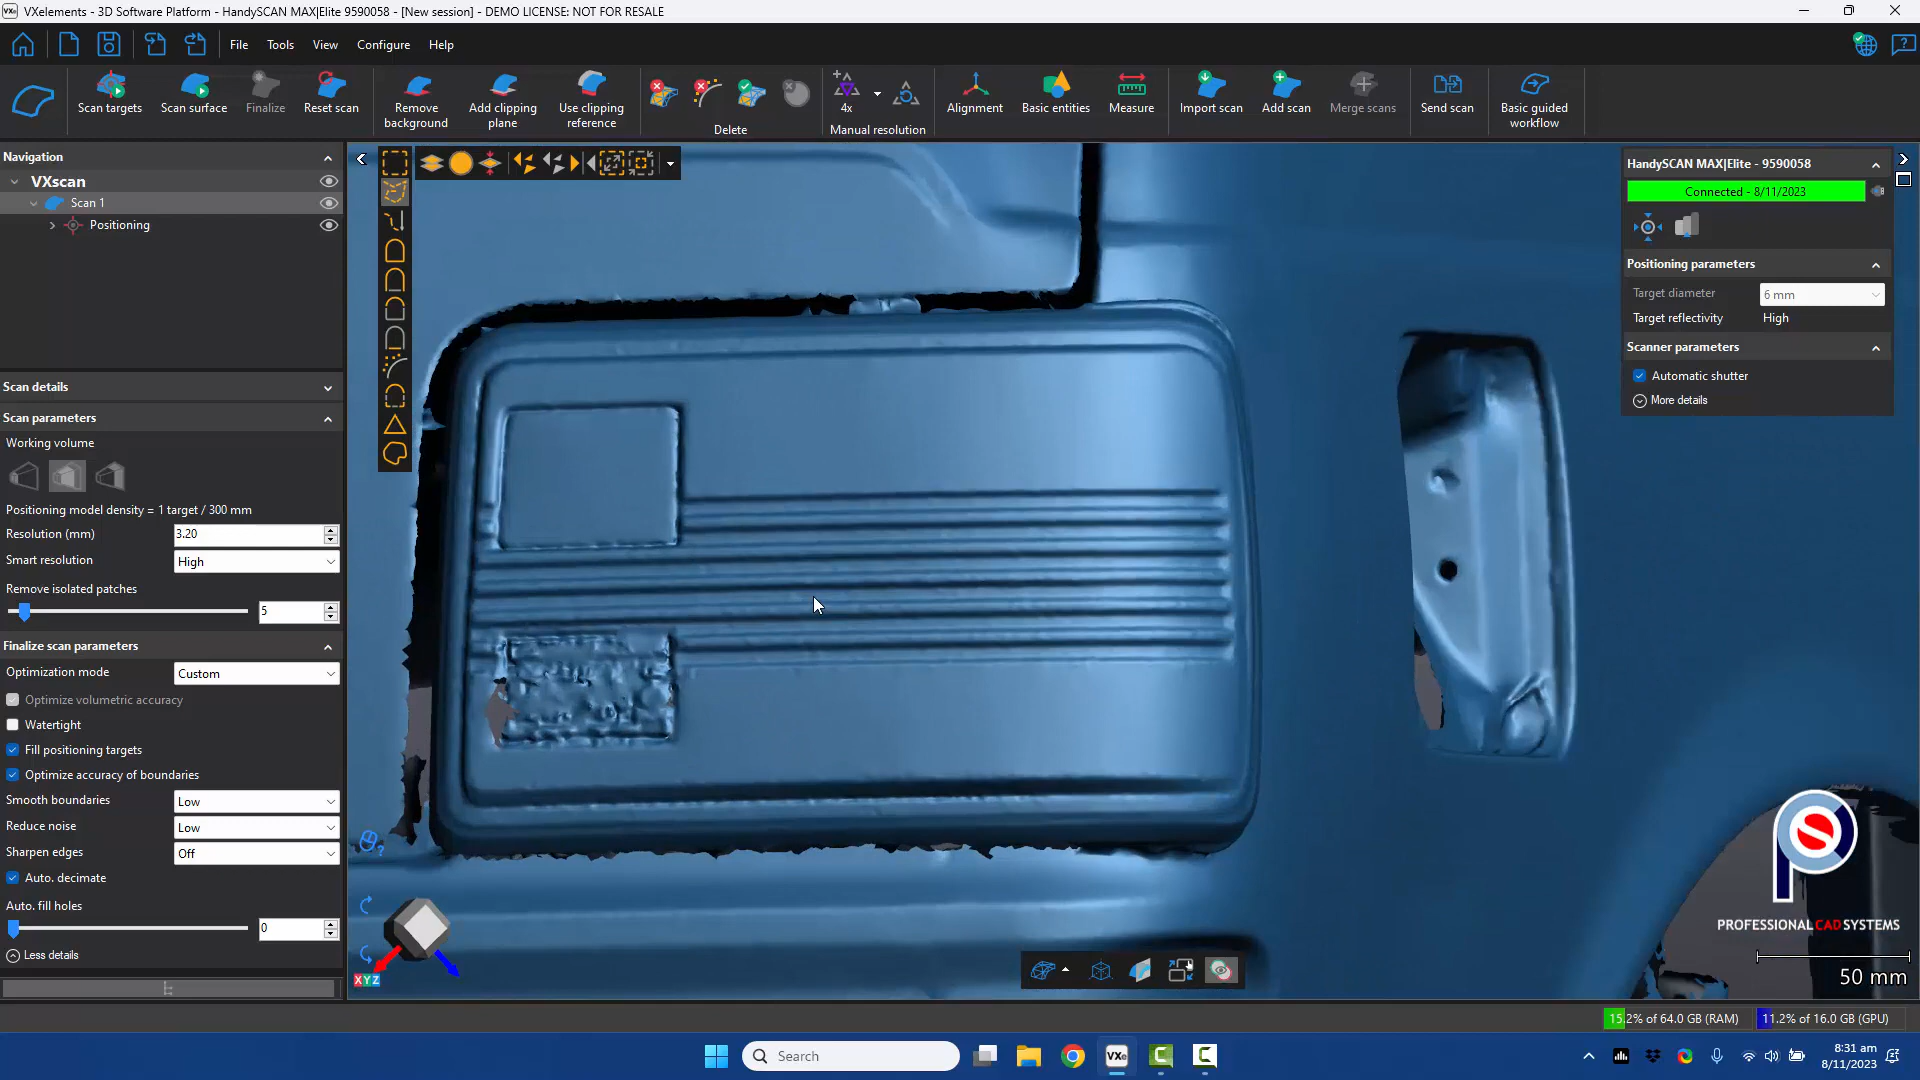 VXelements - 3D Software Platform - HandySCAN MAX|Elite 9590058 - [New session] - DEMO LICENSE: NOT FOR RESALE
File Tools View Configure Help
Scan targets Scan surface Finalize Reset scan Remove background Add clipping plane Use clipping reference Delete 4x Manual resolution Alignment Basic entities Measure Import scan Add scan Merge scans Send scan Basic guided workflow
Navigation
VXscan
Scan 1
Positioning
Scan details
Scan parameters
Working volume
Positioning model density = 1 target / 300 mm
Resolution (mm) 3.20
Smart resolution High
Remove isolated patches
5
Finalize scan parameters
Optimization mode Custom
Optimize volumetric accuracy
Watertight
Fill positioning targets
Optimize accuracy of boundaries
Smooth boundaries Low
Reduce noise Low
Sharpen edges Off
Auto. decimate
Auto. fill holes
0
Less details
XYZ
HandySCAN MAX|Elite - 9590058
Connected - 8/11/2023
Positioning parameters
Target diameter 6 mm
Target reflectivity High
Scanner parameters
Automatic shutter
More details
PROFESSIONALCADSYSTEMS
50 mm
15.2% of 64.0 GB (RAM) 11.2% of 16.0 GB (GPU)
Search
VXe
8:31 am
8/11/2023